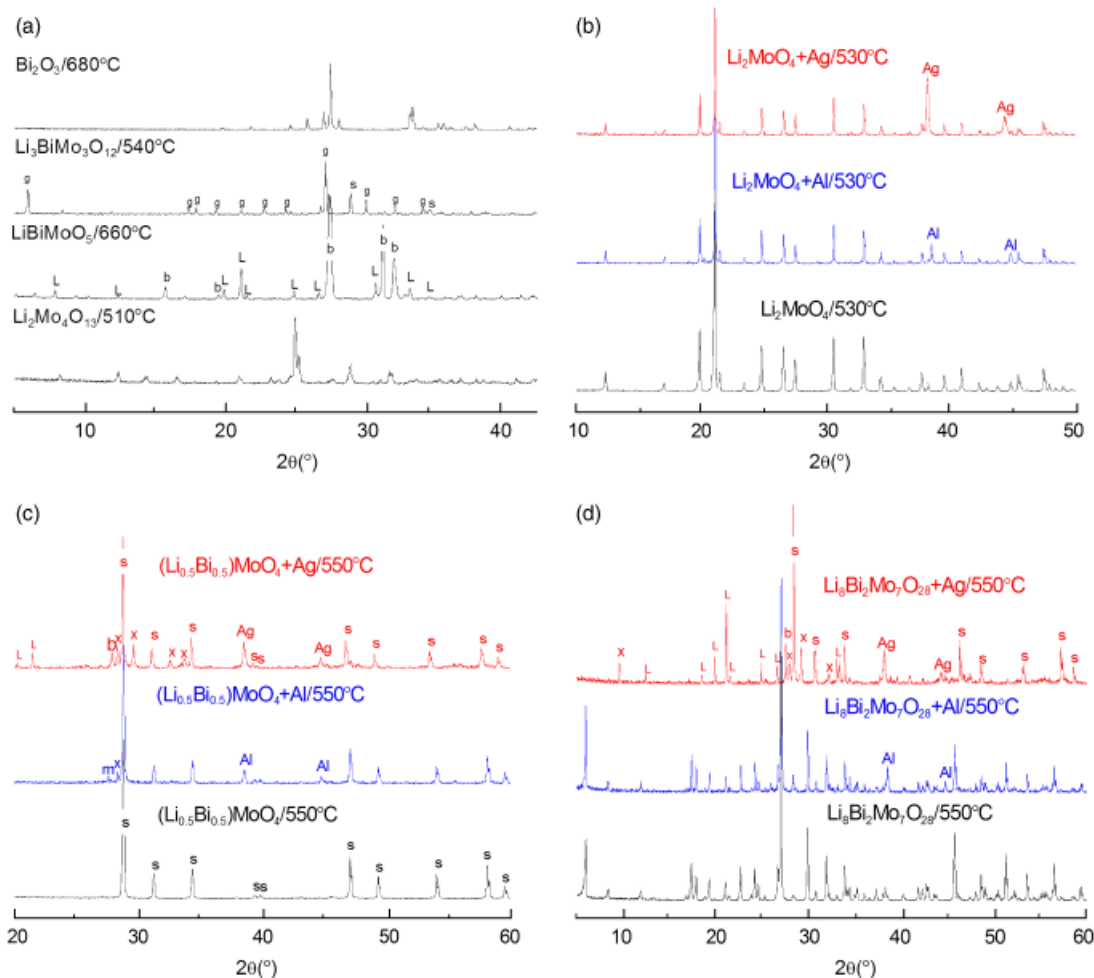 (a)
Bi₂O₃/680°C
Li₃BiMo₃O₁₂/540°C
g g g g g g g g s g g g s
LiBiMoO₅/660°C
L L b b L L L L L b L b b L L
Li₂Mo₄O₁₃/510°C
10 20 30 40
2θ(°)
(b)
Li₂MoO₄+Ag/530°C
Ag
Ag
Li₂MoO₄+Al/530°C
Al
Al
Li₂MoO₄/530°C
10 20 30 40 50
2θ(°)
(c)
(Li₀.₅Bi₀.₅)MoO₄+Ag/550°C
L L b x s x s x x s Ag s s Ag s s s s s
(Li₀.₅Bi₀.₅)MoO₄+Al/550°C
m x Al Al
(Li₀.₅Bi₀.₅)MoO₄/550°C
s s s s s s s s s s
20 30 40 50 60
2θ(°)
(d)
Li₈Bi₂Mo₇O₂₈+Ag/550°C
x L L L L L L L b x s x s x L s Ag Ag s s s s s
Li₈Bi₂Mo₇O₂₈+Al/550°C
Al
Al
Li₈Bi₂Mo₇O₂₈/550°C
10 20 30 40 50 60
2θ(°)